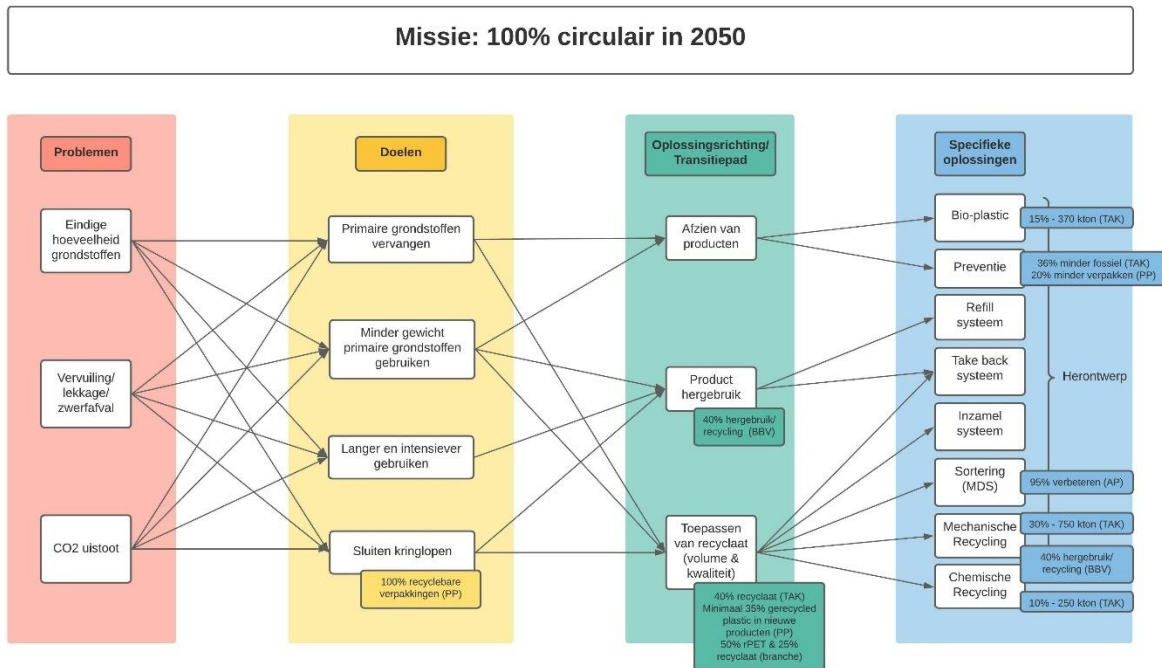 Missie: 100% circulair in 2050
Problemen
Eindige
hoeveelheid
grondstoffen
Vervuiling/
lekkage/
zwerfafval
CO2 uistoot
Doelen
Primaire grondstoffen
vervangen
Minder gewicht
primaire grondstoffen
gebruiken
Langer en intensiever
gebruiken
Sluiten kringlopen
100% recyclebare
verpakkingen (PP)
Oplossingsrichting/
Transitiepad
Afzien van
producten
Product
hergebruik
40% hergebruik/
recycling (BBV)
Toepassen
van recyclaat
(volume &
kwaliteit)
40% recyclaat (TAK)
Minimaal 35% gerecycled
plastic in nieuwe
producten (PP)
50% rPET & 25%
recyclaat (branche)
Specifieke
oplossingen
Bio-plastic
15% - 370 kton (TAK)
Preventie
36% minder fossiel (TAK)
20% minder verpakken (PP)
Refill
systeem
Take back
systeem
Herontwerp
Inzamel
systeem
Sortering
(MDS)
95% verbeteren (AP)
Mechanische
Recycling
30% - 750 kton (TAK)
40% hergebruik/
recycling (BBV)
Chemische
Recycling
10% - 250 kton (TAK)